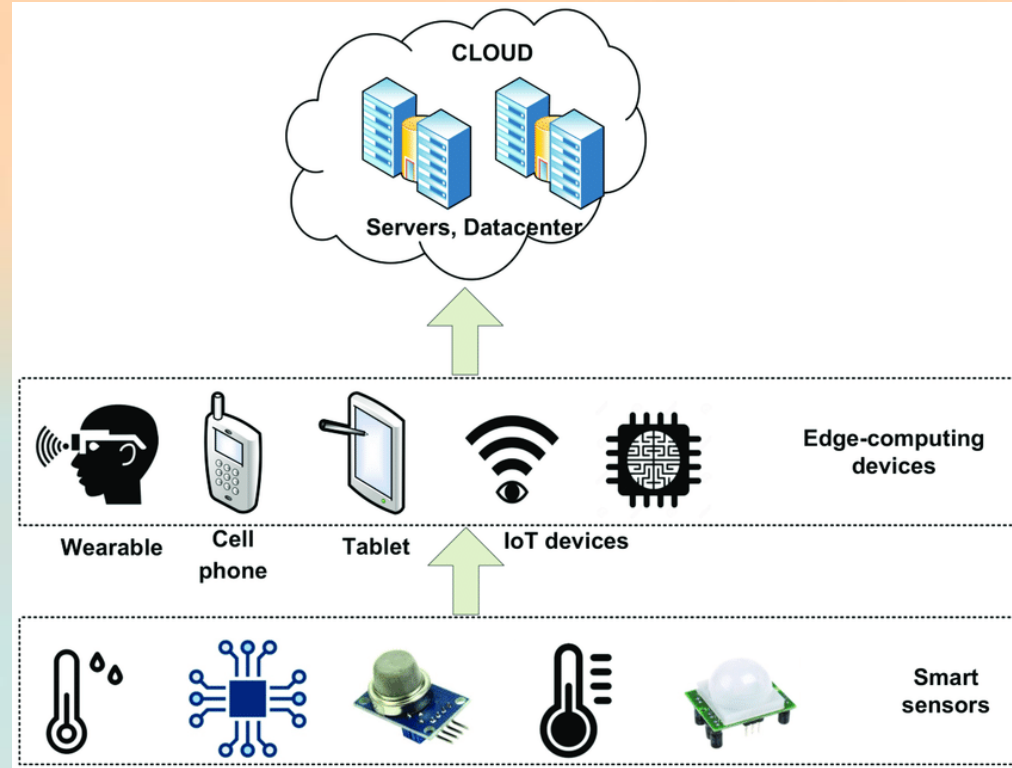 CLOUD
Servers, Datacenter
Edge-computing
devices
Wearable
Cell
phone
Tablet
IoT devices
Smart
sensors